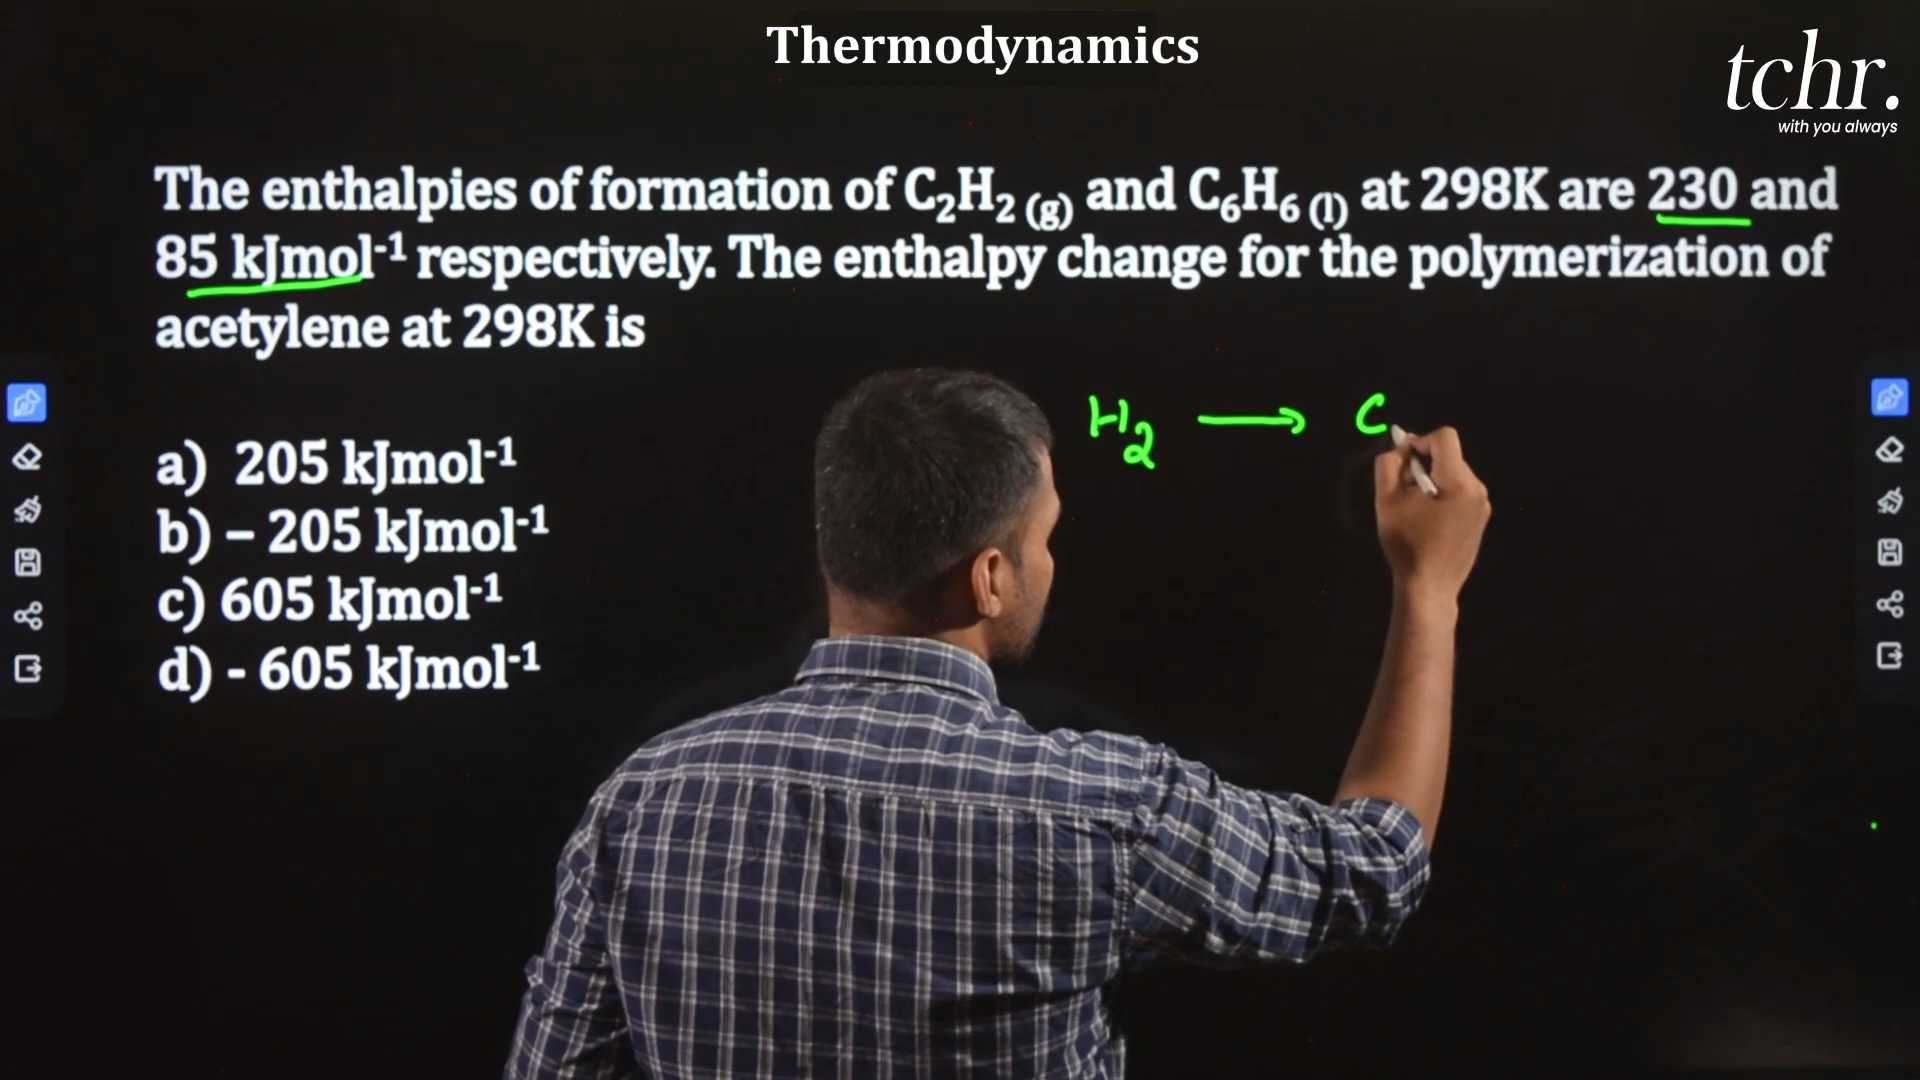 Thermodynamics
tchr.
with you always
The enthalpies of formation of C₂H₂ (g) and C₆H₆ (l) at 298K are 230 and
85 kJmol⁻¹ respectively. The enthalpy change for the polymerization of
acetylene at 298K is
H₂ → C
a) 205 kJmol⁻¹
b) – 205 kJmol⁻¹
c) 605 kJmol⁻¹
d) - 605 kJmol⁻¹